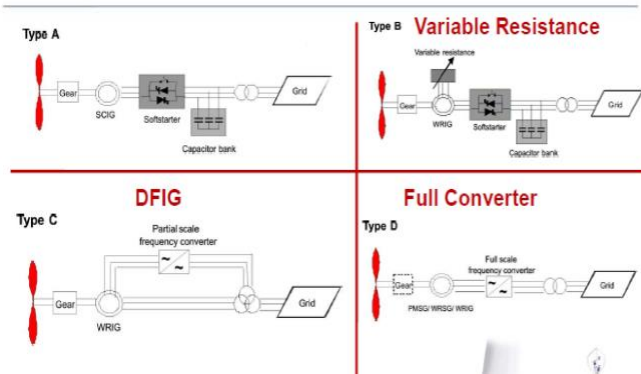 Type A
Gear
SCIG
Softstarter
Capacitor bank
Grid
Type B
Variable Resistance
Variable resistance
Gear
WRIG
Softstarter
Capacitor bank
Grid
DFIG
Type C
Partial scale
frequency converter
Gear
WRIG
Grid
Full Converter
Type D
Full scale
frequency converter
Gear
PMSG/ WRSG/ WRIG
Grid